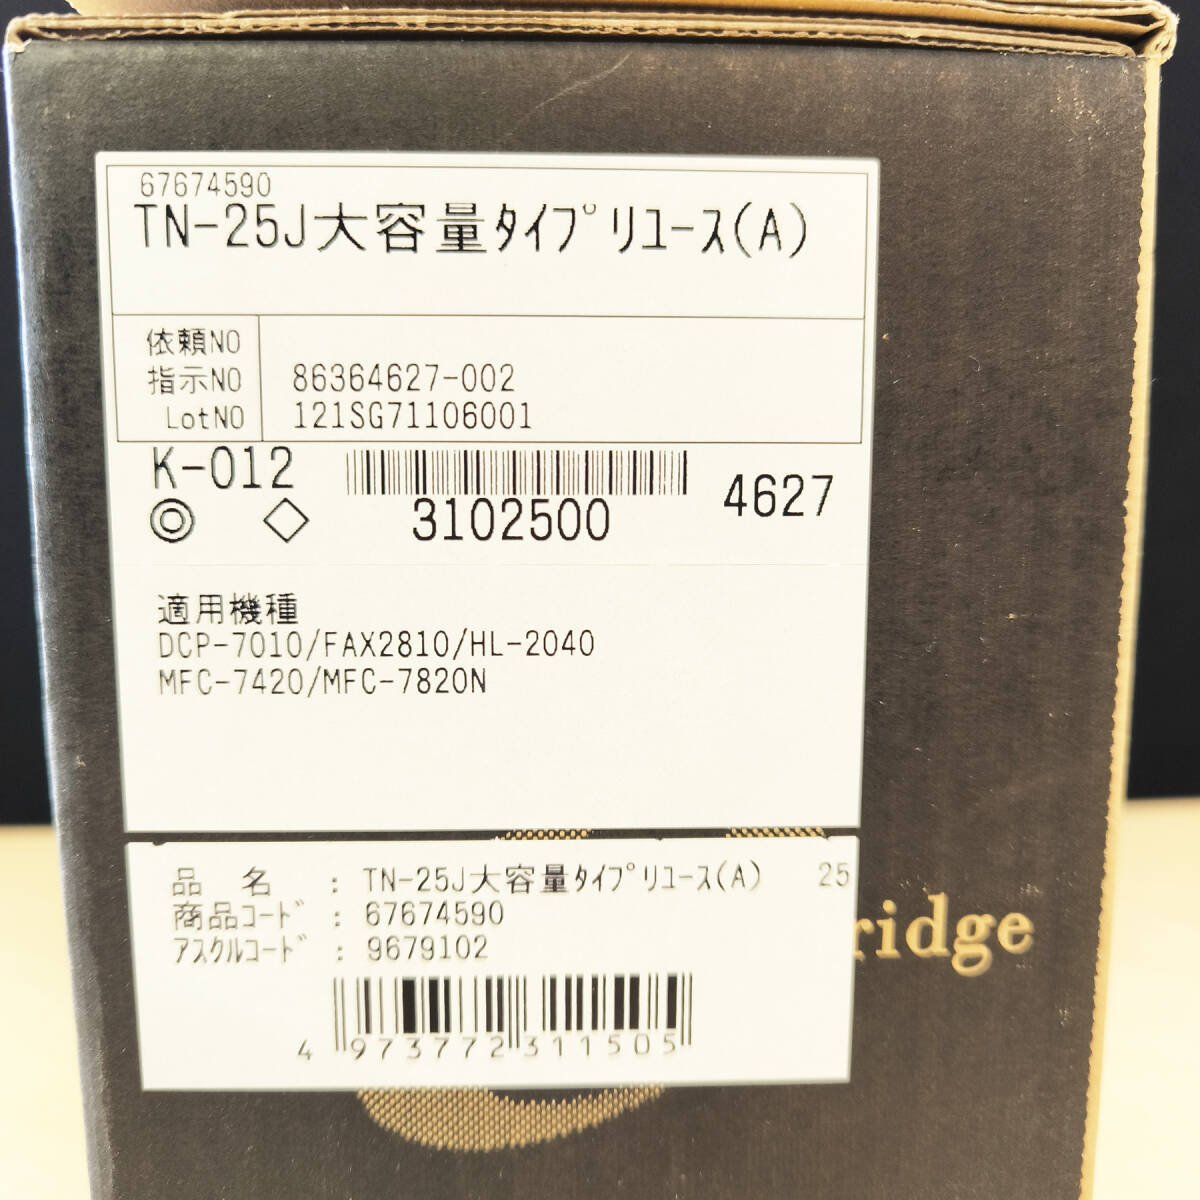 67674590
TN-25J大容量タイプリユース(A)
依頼NO
指示NO 86364627-002
LotNO 121SG71106001
K-012
◎ ◇ 3102500 4627
適用機種
DCP-7010/FAX2810/HL-2040
MFC-7420/MFC-7820N
品 名 : TN-25J大容量タイプリユース(A) 25
商品コード : 67674590
アスクルコード : 9679102
4 973772 311505
ridge